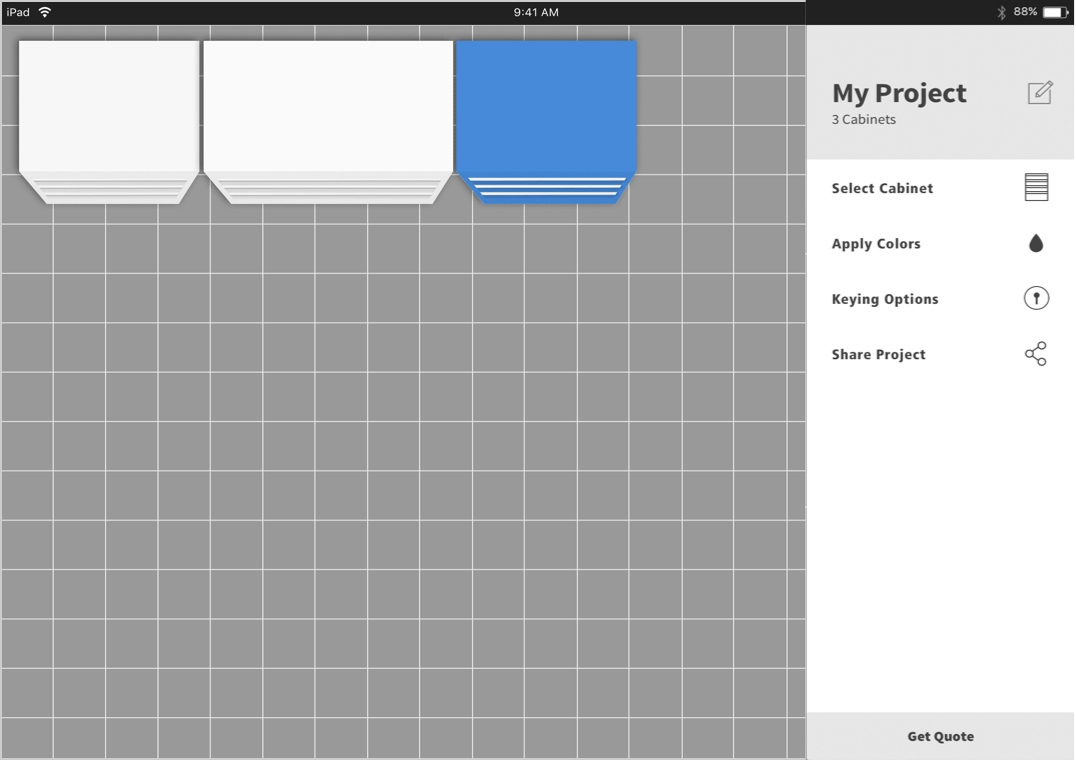 iPad
9:41 AM
88%
My Project
3 Cabinets
Select Cabinet
Apply Colors
Keying Options
Share Project
Get Quote